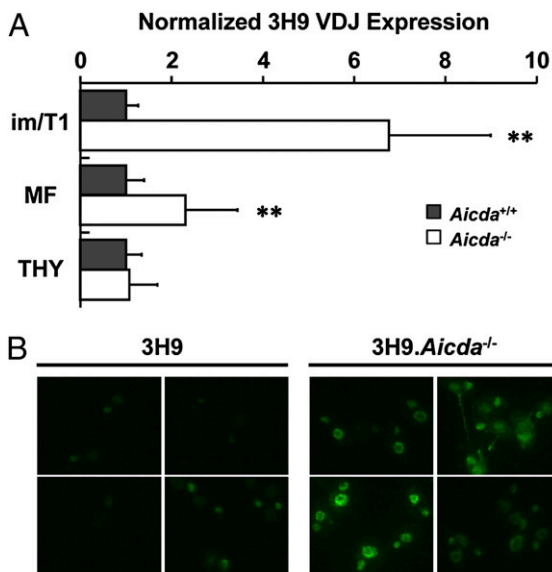 A
Normalized 3H9 VDJ Expression
0 2 4 6 8 10
im/T1
**
MF
**
THY
Aicda+/+
Aicda-/-
B
3H9
3H9.Aicda-/-